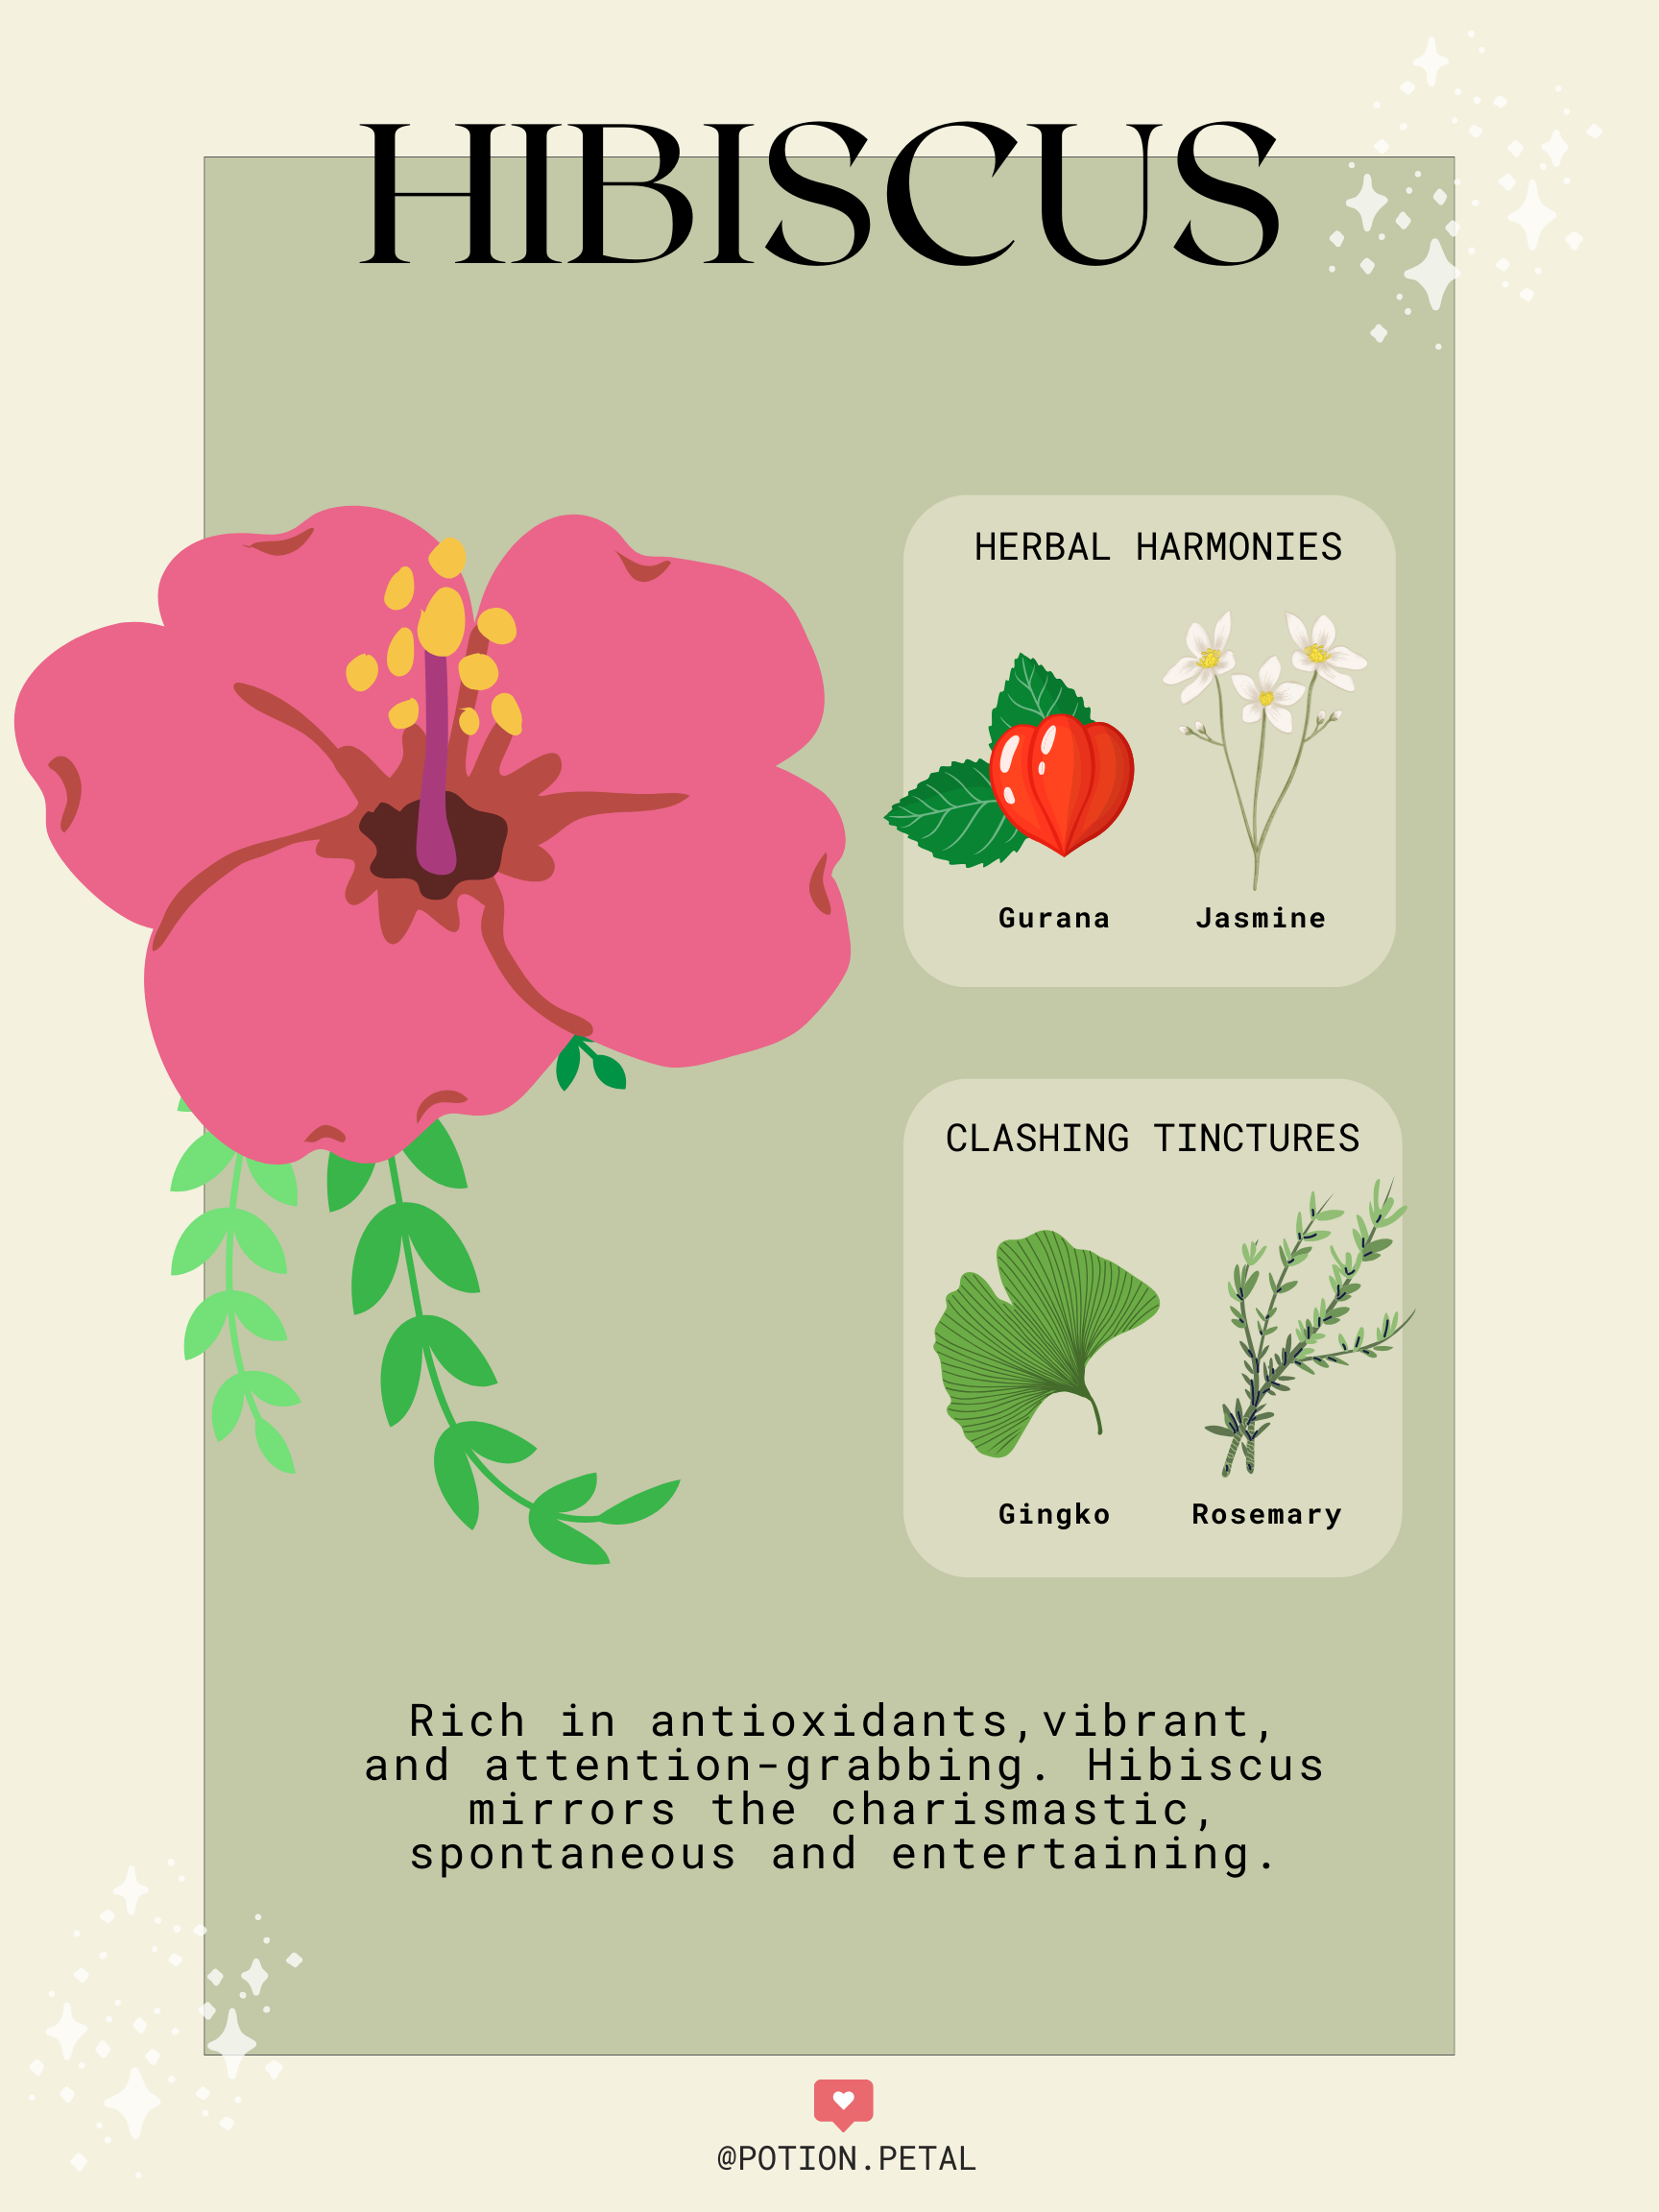 HIBISCUS
HERBAL HARMONIES
Gurana
Jasmine
CLASHING TINCTURES
Gingko
Rosemary
Rich in antioxidants,vibrant,
and attention-grabbing. Hibiscus
mirrors the charismastic,
spontaneous and entertaining.
@POTION.PETAL